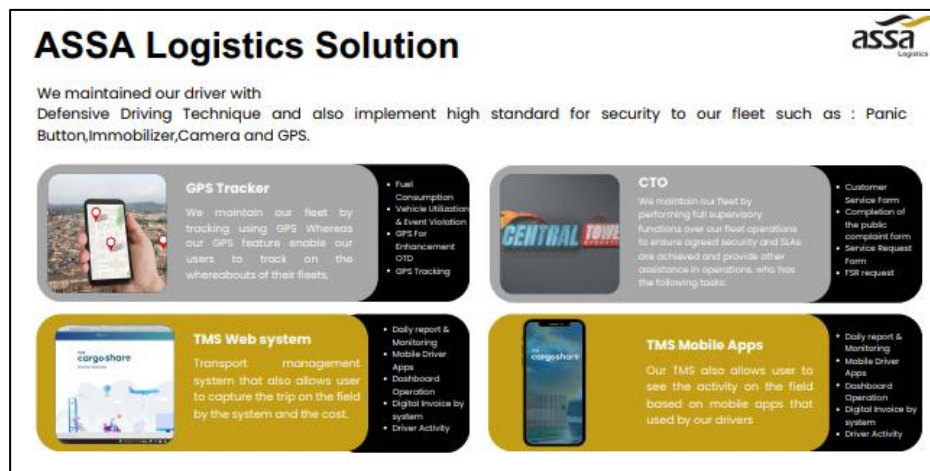 ASSA Logistics Solution
assa
Logistics
We maintained our driver with
Defensive Driving Technique and also implement high standard for security to our fleet such as : Panic
Button,Immobilizer,Camera and GPS.
GPS Tracker
We maintain our fleet by
tracking using GPS Whereas
our GPS feature enable our
users to track on the
whereabouts of their fleets.
• Fuel
Consumption
• Vehicle Utilization
& Event Violation
• GPS For
Enhancement
OTD
• GPS Tracking
CENTRAL TOWE
CTO
We maintain our fleet by
performing full supervisory
functions over our fleet operations
to ensure agreed security and SLAs
are achieved and provide other
assistance in operations, who has
the following tasks:
• Customer
Service Form
• Completion of
the public
complaint form
• Service Request
Form
• FSR request
cargoshare
TMS Web system
Transport management
system that also allows user
to capture the trip on the field
by the system and the cost.
• Daily report &
Monitoring
• Mobile Driver
Apps
• Dashboard
Operation
• Digital Invoice by
system
• Driver Activity
cargoshare
TMS Mobile Apps
Our TMS also allows user to
see the activity on the field
based on mobile apps that
used by our drivers
• Daily report &
Monitoring
• Mobile Driver
Apps
• Dashboard
Operation
• Digital Invoice by
system
• Driver Activity